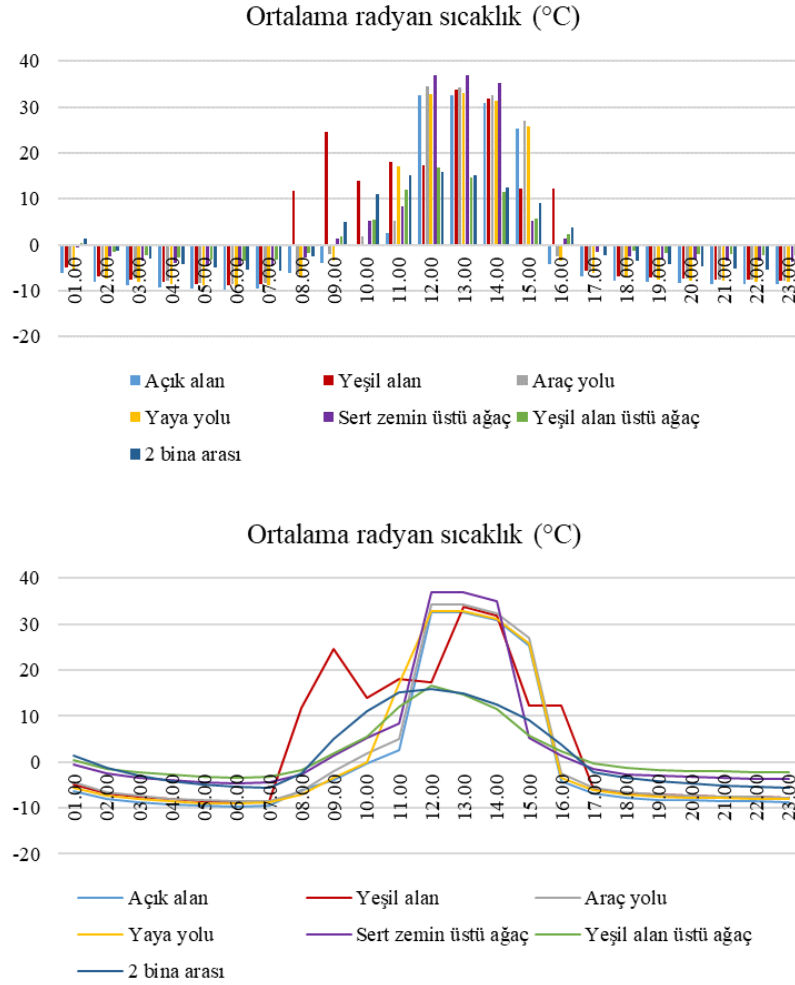 Ortalama radyan sıcaklık (°C)
40
30
20
10
0
-10
-20
01.00 02.00 03.00 04.00 05.00 06.00 07.00 08.00 09.00 10.00 11.00 12.00 13.00 14.00 15.00 16.00 17.00 18.00 19.00 20.00 21.00 22.00 23.00
Açık alan Yeşil alan Araç yolu
Yaya yolu Sert zemin üstü ağaç Yeşil alan üstü ağaç
2 bina arası
Ortalama radyan sıcaklık (°C)
40
30
20
10
0
-10
-20
01.00 02.00 03.00 04.00 05.00 06.00 07.00 08.00 09.00 10.00 11.00 12.00 13.00 14.00 15.00 16.00 17.00 18.00 19.00 20.00 21.00 22.00 23.00
Açık alan Yeşil alan Araç yolu
Yaya yolu Sert zemin üstü ağaç Yeşil alan üstü ağaç
2 bina arası